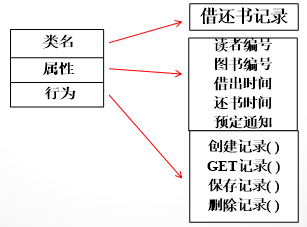 类名
属性
行为
借还书记录
读者编号
图书编号
借出时间
还书时间
预定通知
创建记录( )
GET记录( )
保存记录( )
删除记录( )